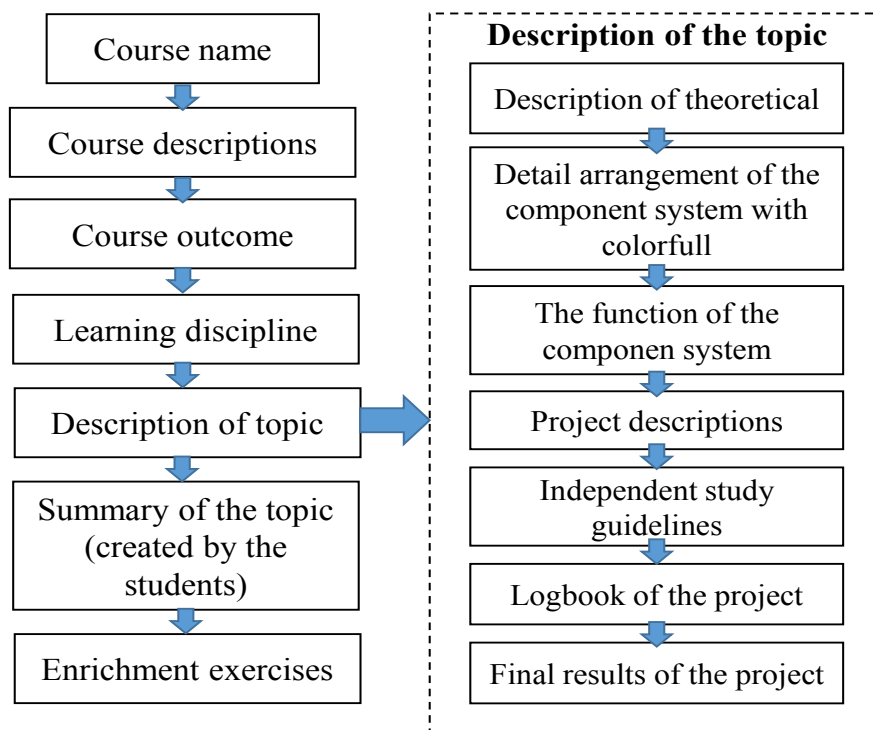 Course name
Course descriptions
Course outcome
Learning discipline
Description of topic
Summary of the topic
(created by the
students)
Enrichment exercises
Description of the topic
Description of theoretical
Detail arrangement of the
component system with
colorfull
The function of the
componen system
Project descriptions
Independent study
guidelines
Logbook of the project
Final results of the project